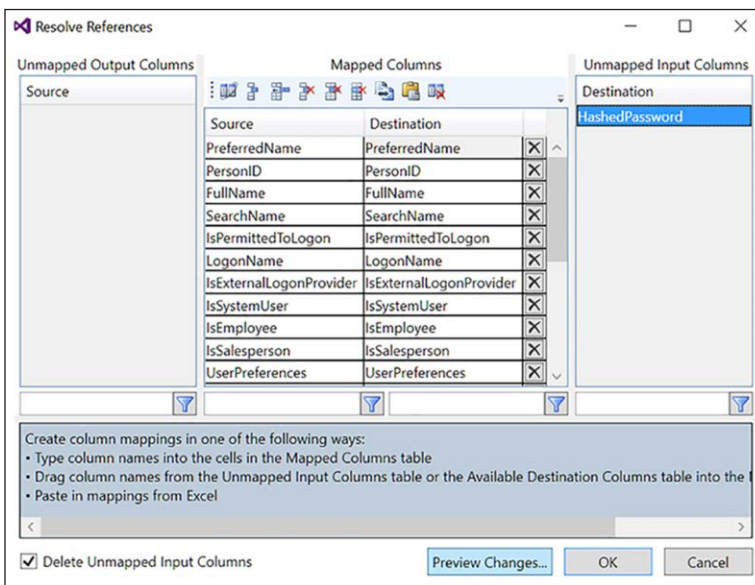 Resolve References
Unmapped Output Columns
Mapped Columns
Unmapped Input Columns
Source
Destination
HashedPassword
Source Destination
PreferredName PreferredName
PersonID PersonID
FullName FullName
SearchName SearchName
IsPermittedToLogon IsPermittedToLogon
LogonName LogonName
IsExternalLogonProvider IsExternalLogonProvider
IsSystemUser IsSystemUser
IsEmployee IsEmployee
IsSalesperson IsSalesperson
UserPreferences UserPreferences
Create column mappings in one of the following ways:
• Type column names into the cells in the Mapped Columns table
• Drag column names from the Unmapped Input Columns table or the Available Destination Columns table into the
• Paste in mappings from Excel
Delete Unmapped Input Columns
Preview Changes...
OK
Cancel